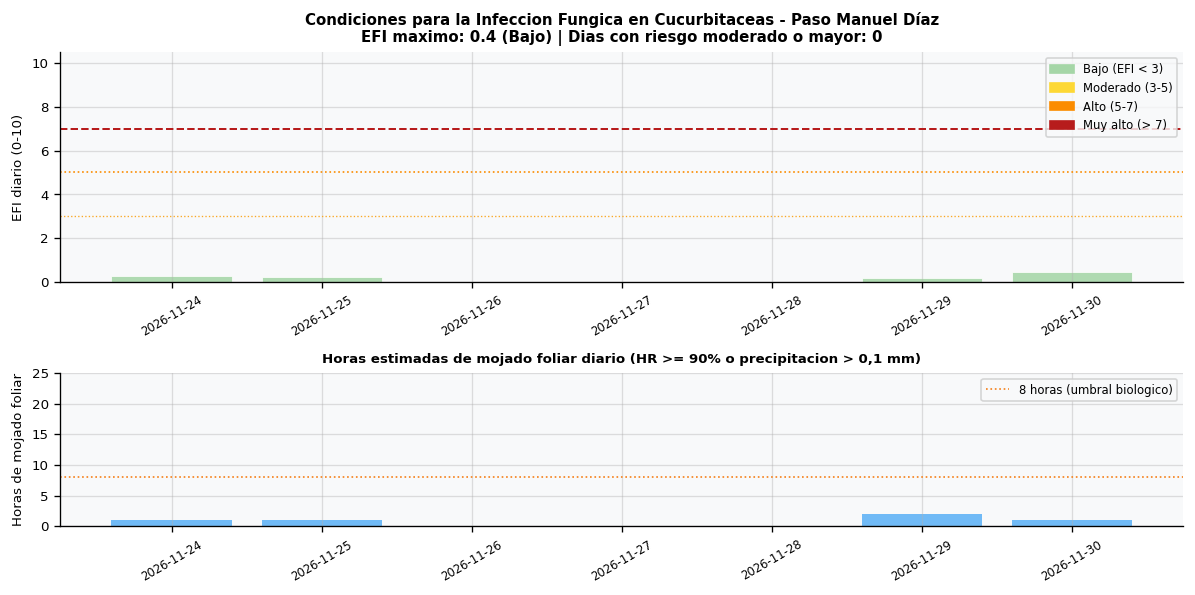 Condiciones para la Infeccion Fungica en Cucurbitaceas - Paso Manuel Díaz
EFI maximo: 0.4 (Bajo) | Dias con riesgo moderado o mayor: 0
EFI diario (0-10)
10
8
6
4
2
0
Bajo (EFI < 3)
Moderado (3-5)
Alto (5-7)
Muy alto (> 7)
2026-11-24
2026-11-25
2026-11-26
2026-11-27
2026-11-28
2026-11-29
2026-11-30
Horas estimadas de mojado foliar diario (HR >= 90% o precipitacion > 0,1 mm)
Horas de mojado foliar
25
20
15
10
5
0
8 horas (umbral biologico)
2026-11-24
2026-11-25
2026-11-26
2026-11-27
2026-11-28
2026-11-29
2026-11-30